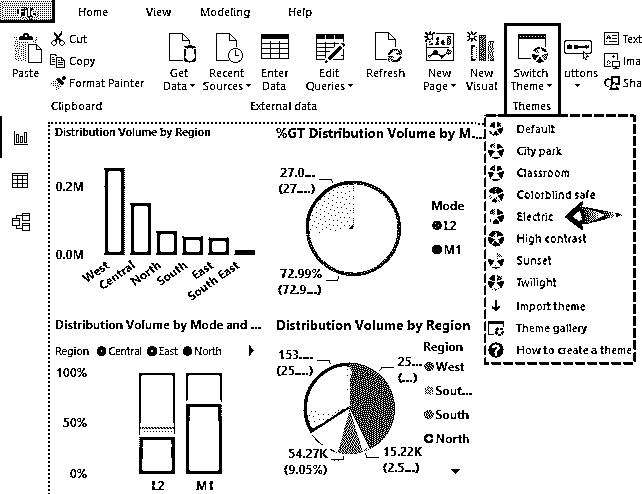 File Home View Modeling Help
Cut
Copy
Format Painter
Paste
Get Data
Recent Sources
Enter Data
Edit Queries
Refresh
New Page
New Visual
Switch Theme
uttons
Text
Ima
Sha
Clipboard External data Themes
Default
City park
Classroom
Colorblind safe
Electric
High contrast
Sunset
Twilight
Import theme
Theme gallery
How to create a theme
Distribution Volume by Region
0.2M
0.0M
West Central North South East South East
%GT Distribution Volume by M...
27.0...
(27....)
72.99%
(72.9...)
Mode
L2
M1
Distribution Volume by Mode and ...
Region Central East North
100%
50%
0%
L2 M1
Distribution Volume by Region
153....
(25....)
25...
(...)
54.27K
(9.05%)
15.22K
(2.5...)
Region
West
Sout...
South
North